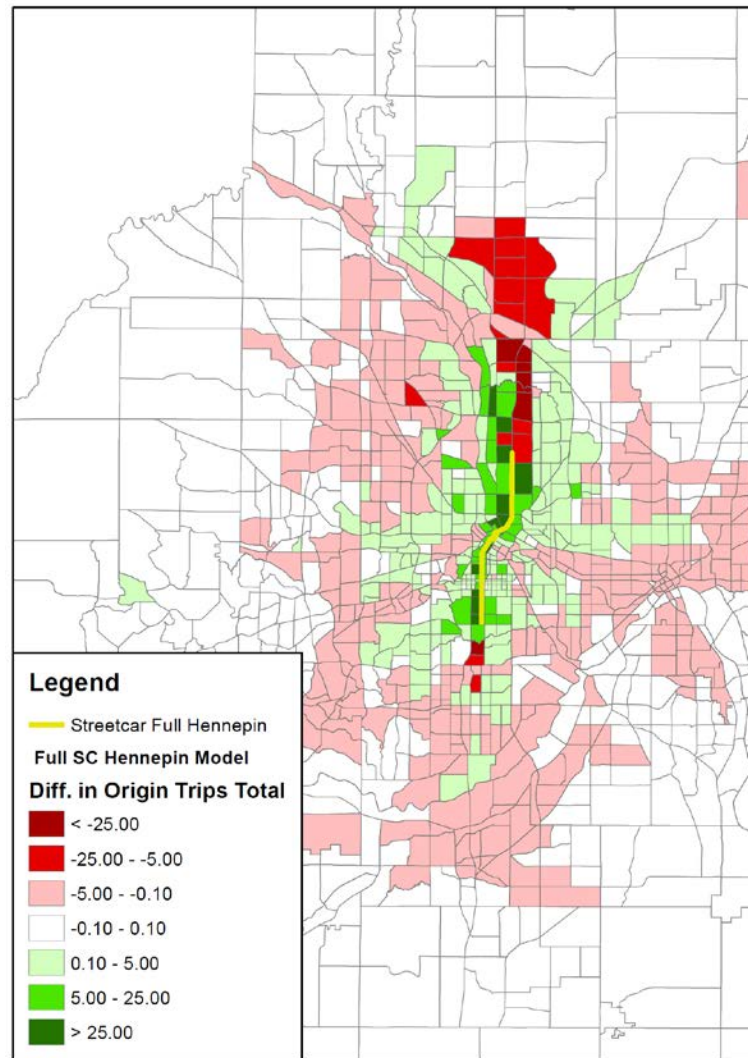 Legend
Streetcar Full Hennepin
Full SC Hennepin Model
Diff. in Origin Trips Total
< -25.00
-25.00 - -5.00
-5.00 - -0.10
-0.10 - 0.10
0.10 - 5.00
5.00 - 25.00
> 25.00